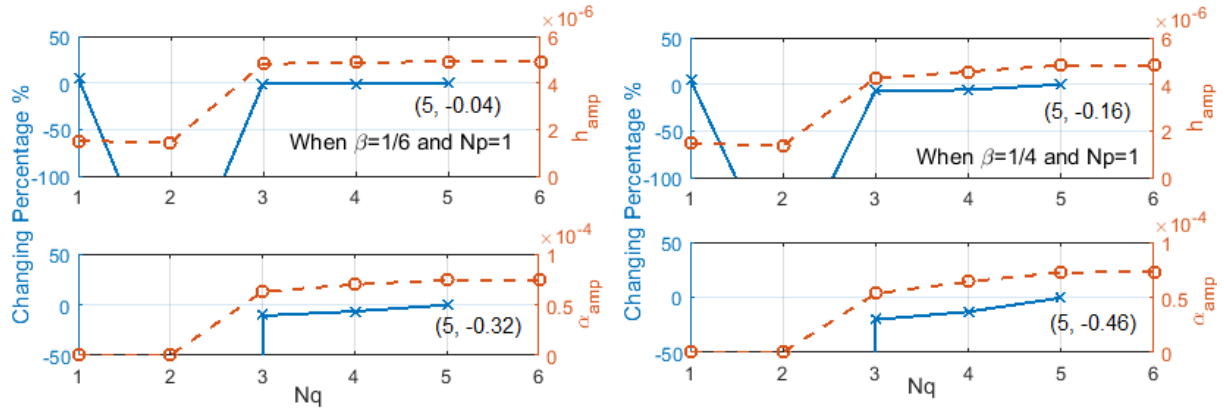 ×10^-6
50
0
-50
-100
6
4
2
0
h_amp
(5, -0.04)
When β=1/6 and Np=1
1 2 3 4 5 6
Changing Percentage %
×10^-4
50
0
-50
1
0.5
0
α_amp
(5, -0.32)
1 2 3 4 5 6
Nq
×10^-6
50
0
-50
-100
6
4
2
0
h_amp
(5, -0.16)
When β=1/4 and Np=1
1 2 3 4 5 6
Changing Percentage %
×10^-4
50
0
-50
1
0.5
0
α_amp
(5, -0.46)
1 2 3 4 5 6
Nq